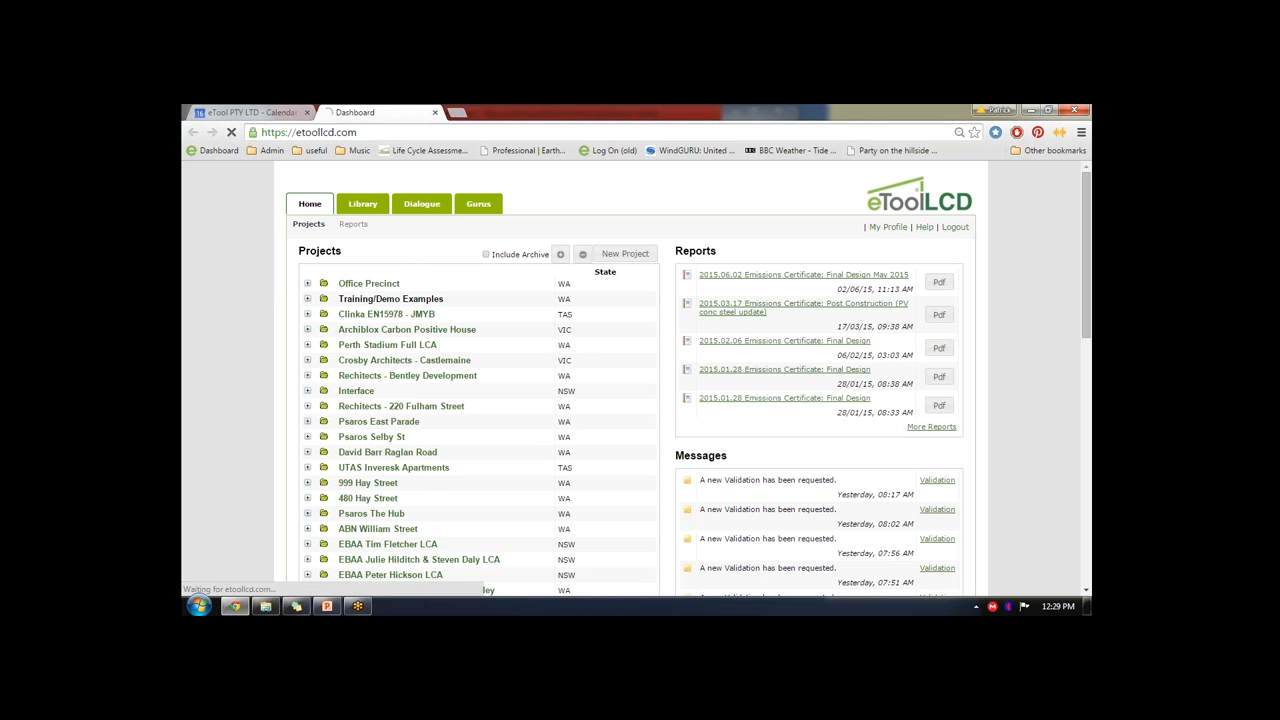 eTool PTY LTD - Calenda
Dashboard
Patrick
https://etoollcd.com
Dashboard
Admin
useful
Music
Life Cycle Assessme...
Professional | Earth...
Log On (old)
WindGURU: United ...
BBC Weather - Tide ...
Party on the hillside ...
Other bookmarks
Home
Library
Dialogue
Gurus
eToolLCD
Projects
Reports
| My Profile | Help | Logout
Projects
Include Archive
New Project
State
Office Precinct WA
Training/Demo Examples WA
Clinka EN15978 - JMYB TAS
Archiblox Carbon Positive House VIC
Perth Stadium Full LCA WA
Crosby Architects - Castlemaine VIC
Rechitects - Bentley Development WA
Interface NSW
Rechitects - 220 Fulham Street WA
Psaros East Parade WA
Psaros Selby St WA
David Barr Raglan Road WA
UTAS Inveresk Apartments TAS
999 Hay Street WA
480 Hay Street WA
Psaros The Hub WA
ABN William Street WA
EBAA Tim Fletcher LCA NSW
EBAA Julie Hilditch & Steven Daly LCA NSW
EBAA Peter Hickson LCA NSW
ley WA
Reports
2015.06.02 Emissions Certificate: Final Design May 2015
02/06/15, 11:13 AM
Pdf
2015.03.17 Emissions Certificate: Post Construction (PV
conc steel update)
17/03/15, 09:38 AM
Pdf
2015.02.06 Emissions Certificate: Final Design
06/02/15, 03:03 AM
Pdf
2015.01.28 Emissions Certificate: Final Design
28/01/15, 08:38 AM
Pdf
2015.01.28 Emissions Certificate: Final Design
28/01/15, 08:33 AM
Pdf
More Reports
Messages
A new Validation has been requested. Validation
Yesterday, 08:17 AM
A new Validation has been requested. Validation
Yesterday, 08:02 AM
A new Validation has been requested. Validation
Yesterday, 07:56 AM
A new Validation has been requested. Validation
Yesterday, 07:51 AM
Waiting for etoollcd.com...
12:29 PM